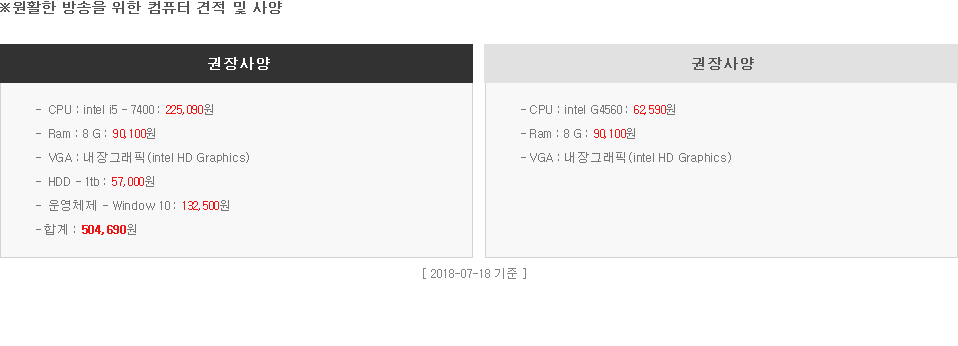 ※원활한 방송을 위한 컴퓨터 견적 및 사양
권장사양
- CPU : intel i5 - 7400 : 225,090원
- Ram : 8 G : 90,100원
- VGA : 내장그래픽(intel HD Graphics)
- HDD - 1tb : 57,000원
- 운영체제 - Window 10 : 132,500원
-합계 : 504,690원
권장사양
- CPU : intel G4560 : 62,590원
- Ram : 8 G : 90,100원
- VGA : 내장그래픽(intel HD Graphics)
[ 2018-07-18 기준 ]